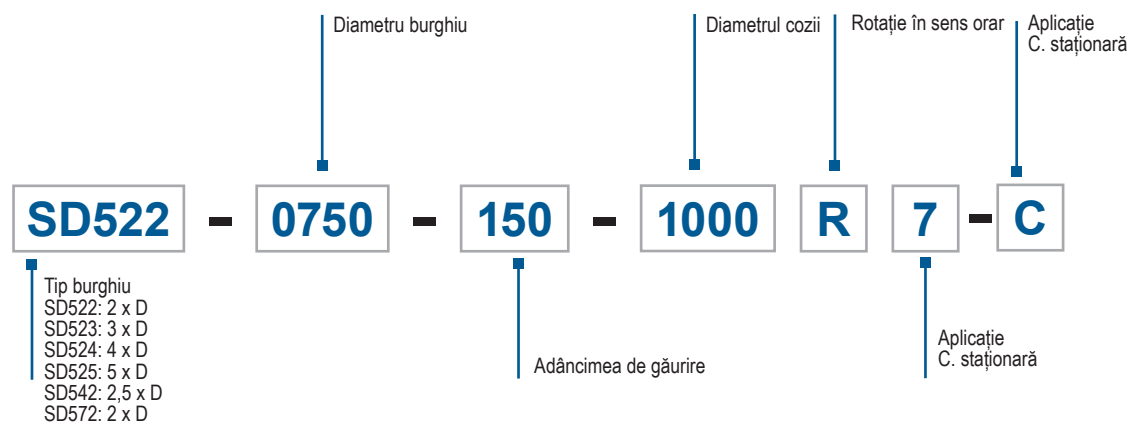 Diametru burghiu
Diametrul cozii
Rotație în sens orar
Aplicație
C. staționară
SD522 - 0750 - 150 - 1000 R 7 - C
Tip burghiu
SD522: 2 x D
SD523: 3 x D
SD524: 4 x D
SD525: 5 x D
SD542: 2,5 x D
SD572: 2 x D
Adâncimea de găurire
Aplicație
C. staționară